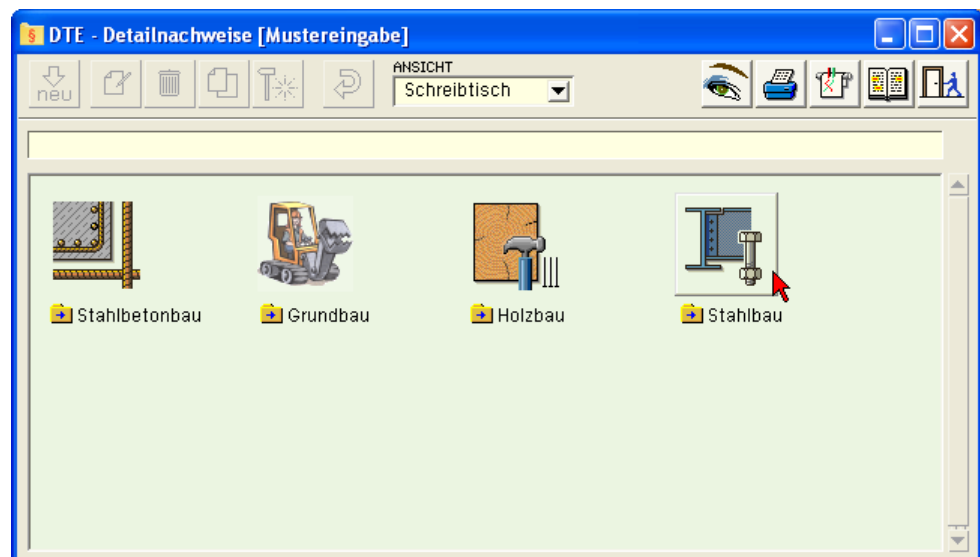 § DTE - Detailnachweise [Mustereingabe]
neu
ANSICHT
Schreibtisch
Stahlbetonbau
Grundbau
Holzbau
Stahlbau